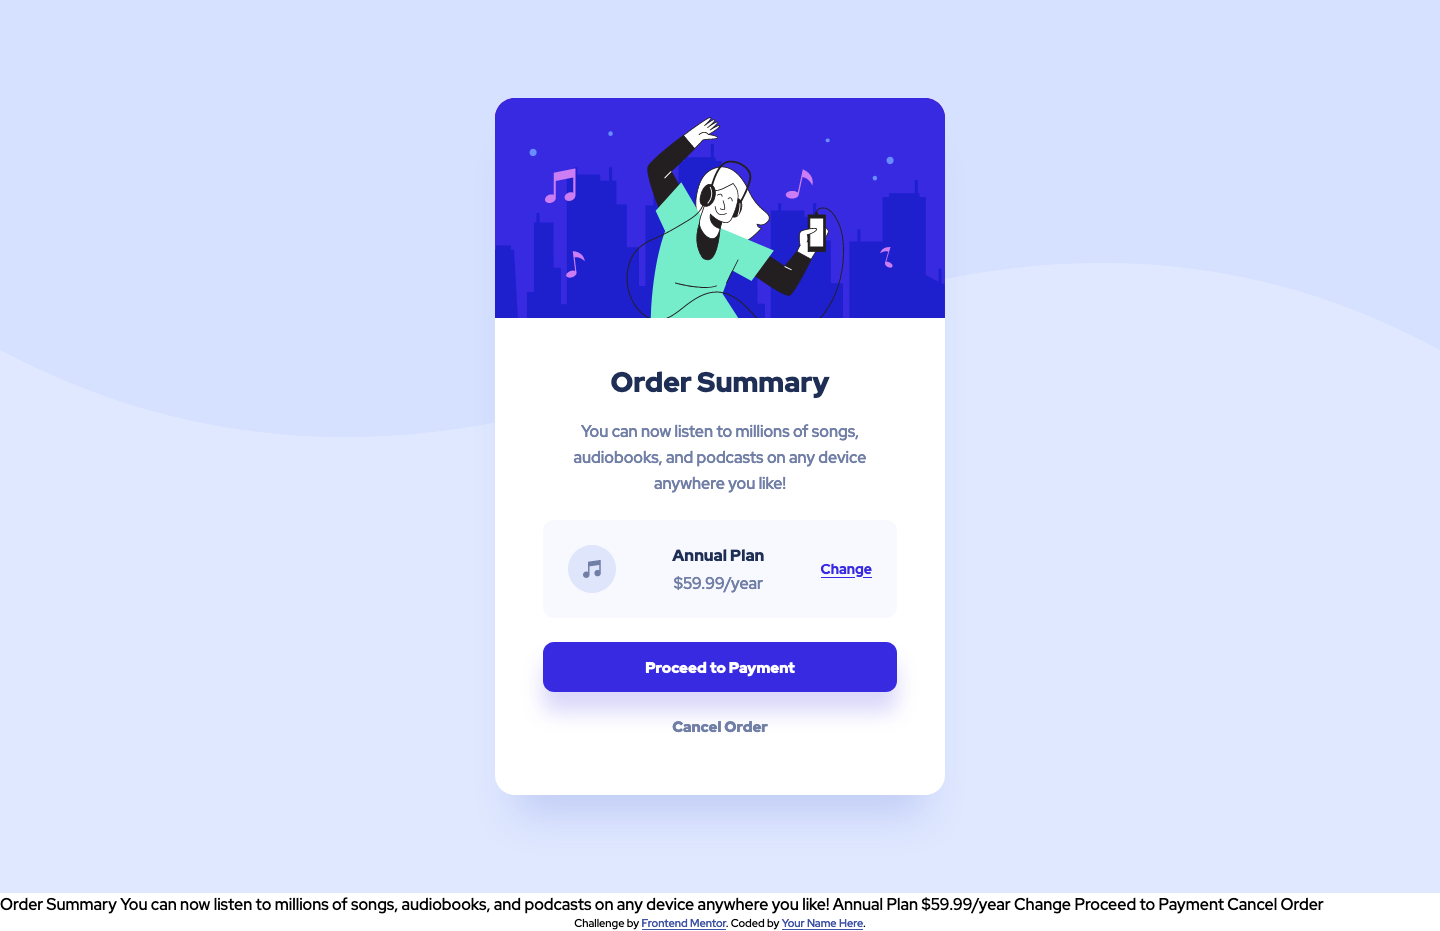 Order Summary
You can now listen to millions of songs,
audiobooks, and podcasts on any device
anywhere you like!
Annual Plan
$59.99/year
Change
Proceed to Payment
Cancel Order
Order Summary You can now listen to millions of songs, audiobooks, and podcasts on any device anywhere you like! Annual Plan $59.99/year Change Proceed to Payment Cancel Order
Challenge by Frontend Mentor. Coded by Your Name Here.